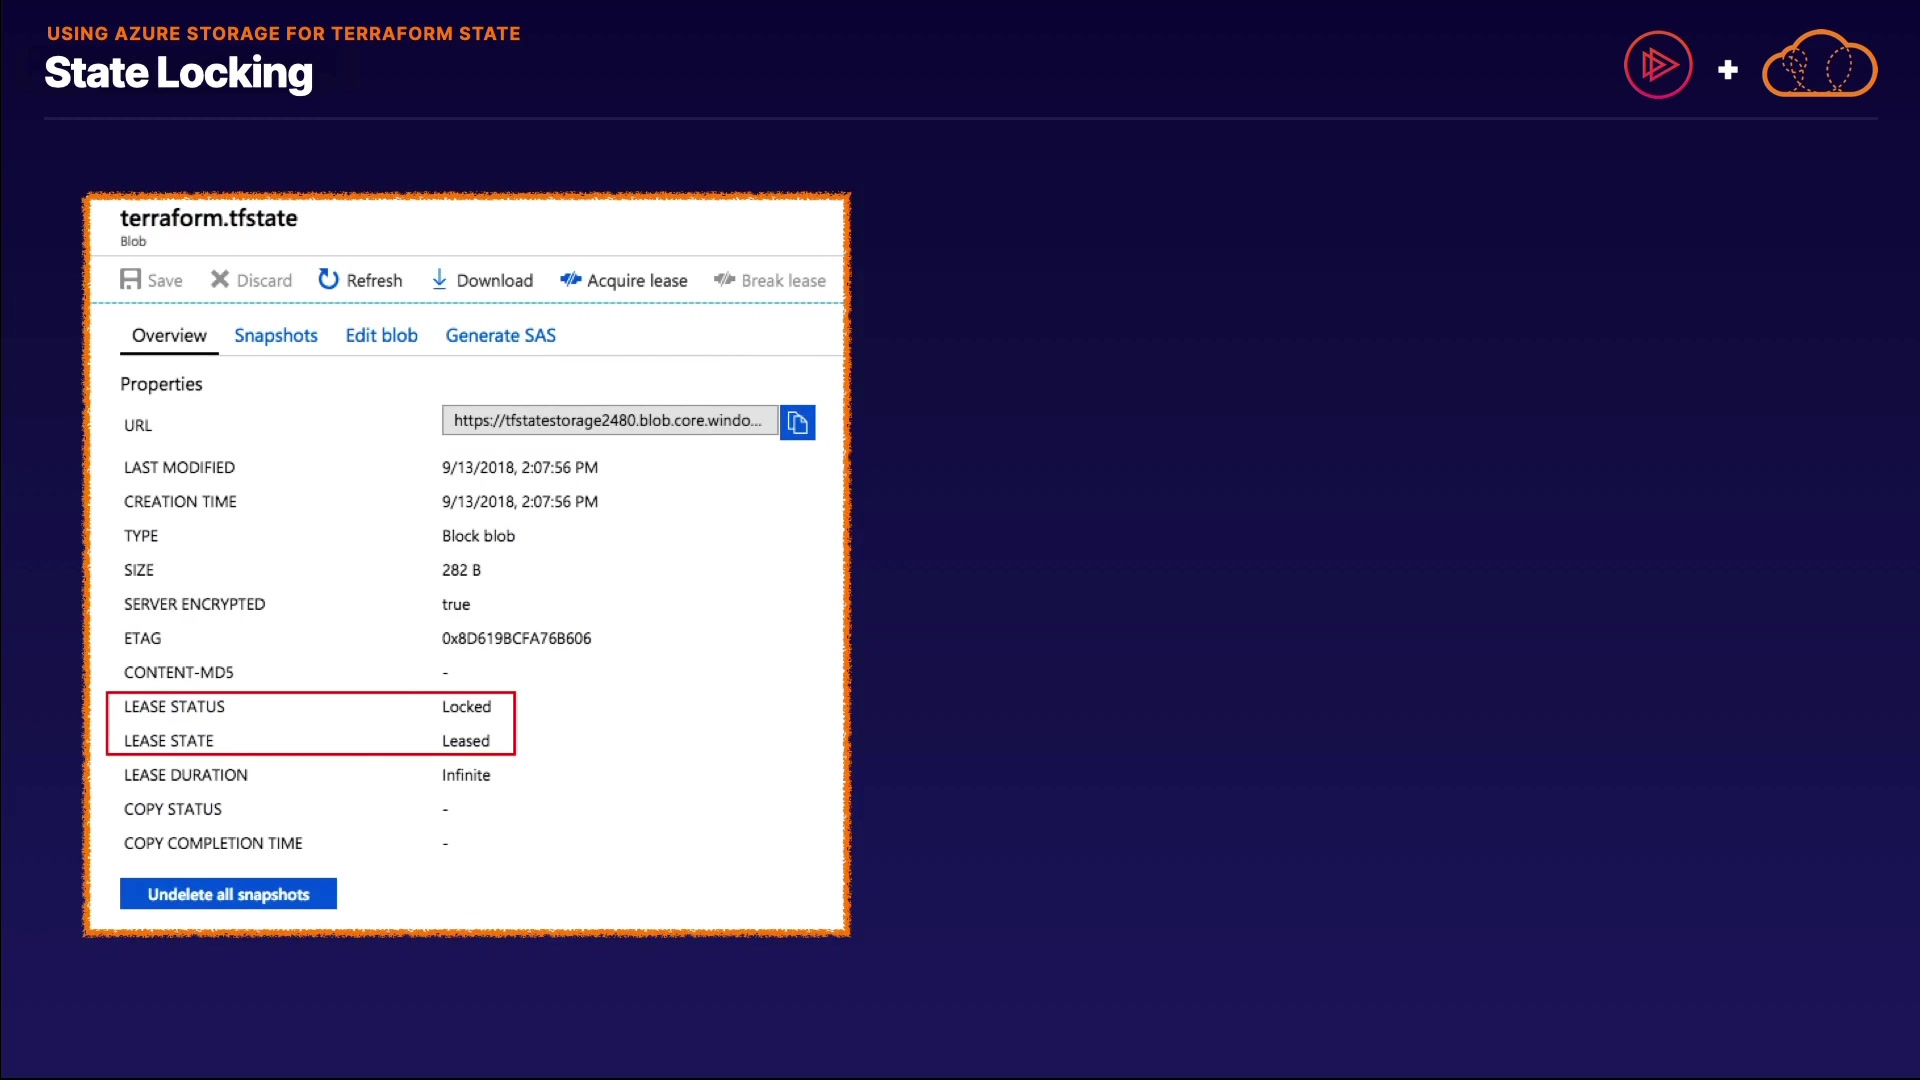 USING AZURE STORAGE FOR TERRAFORM STATE
State Locking
terraform.tfstate
Blob
Save Discard Refresh Download Acquire lease Break lease
Overview Snapshots Edit blob Generate SAS
Properties
URL https://tfstatestorage2480.blob.core.windo...
LAST MODIFIED 9/13/2018, 2:07:56 PM
CREATION TIME 9/13/2018, 2:07:56 PM
TYPE Block blob
SIZE 282 B
SERVER ENCRYPTED true
ETAG 0x8D619BCFA76B606
CONTENT-MD5 -
LEASE STATUS Locked
LEASE STATE Leased
LEASE DURATION Infinite
COPY STATUS -
COPY COMPLETION TIME -
Undelete all snapshots